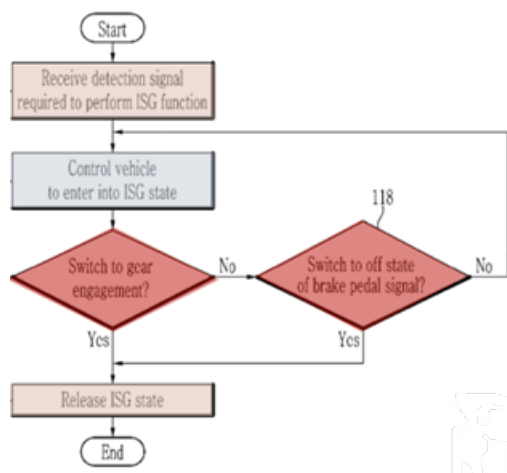 Start
Receive detection signal
required to perform ISG function
Control vehicle
to enter into ISG state
118
Switch to gear
engagement?
No
Switch to off state
of brake pedal signal?
No
Yes
Yes
Release ISG state
End